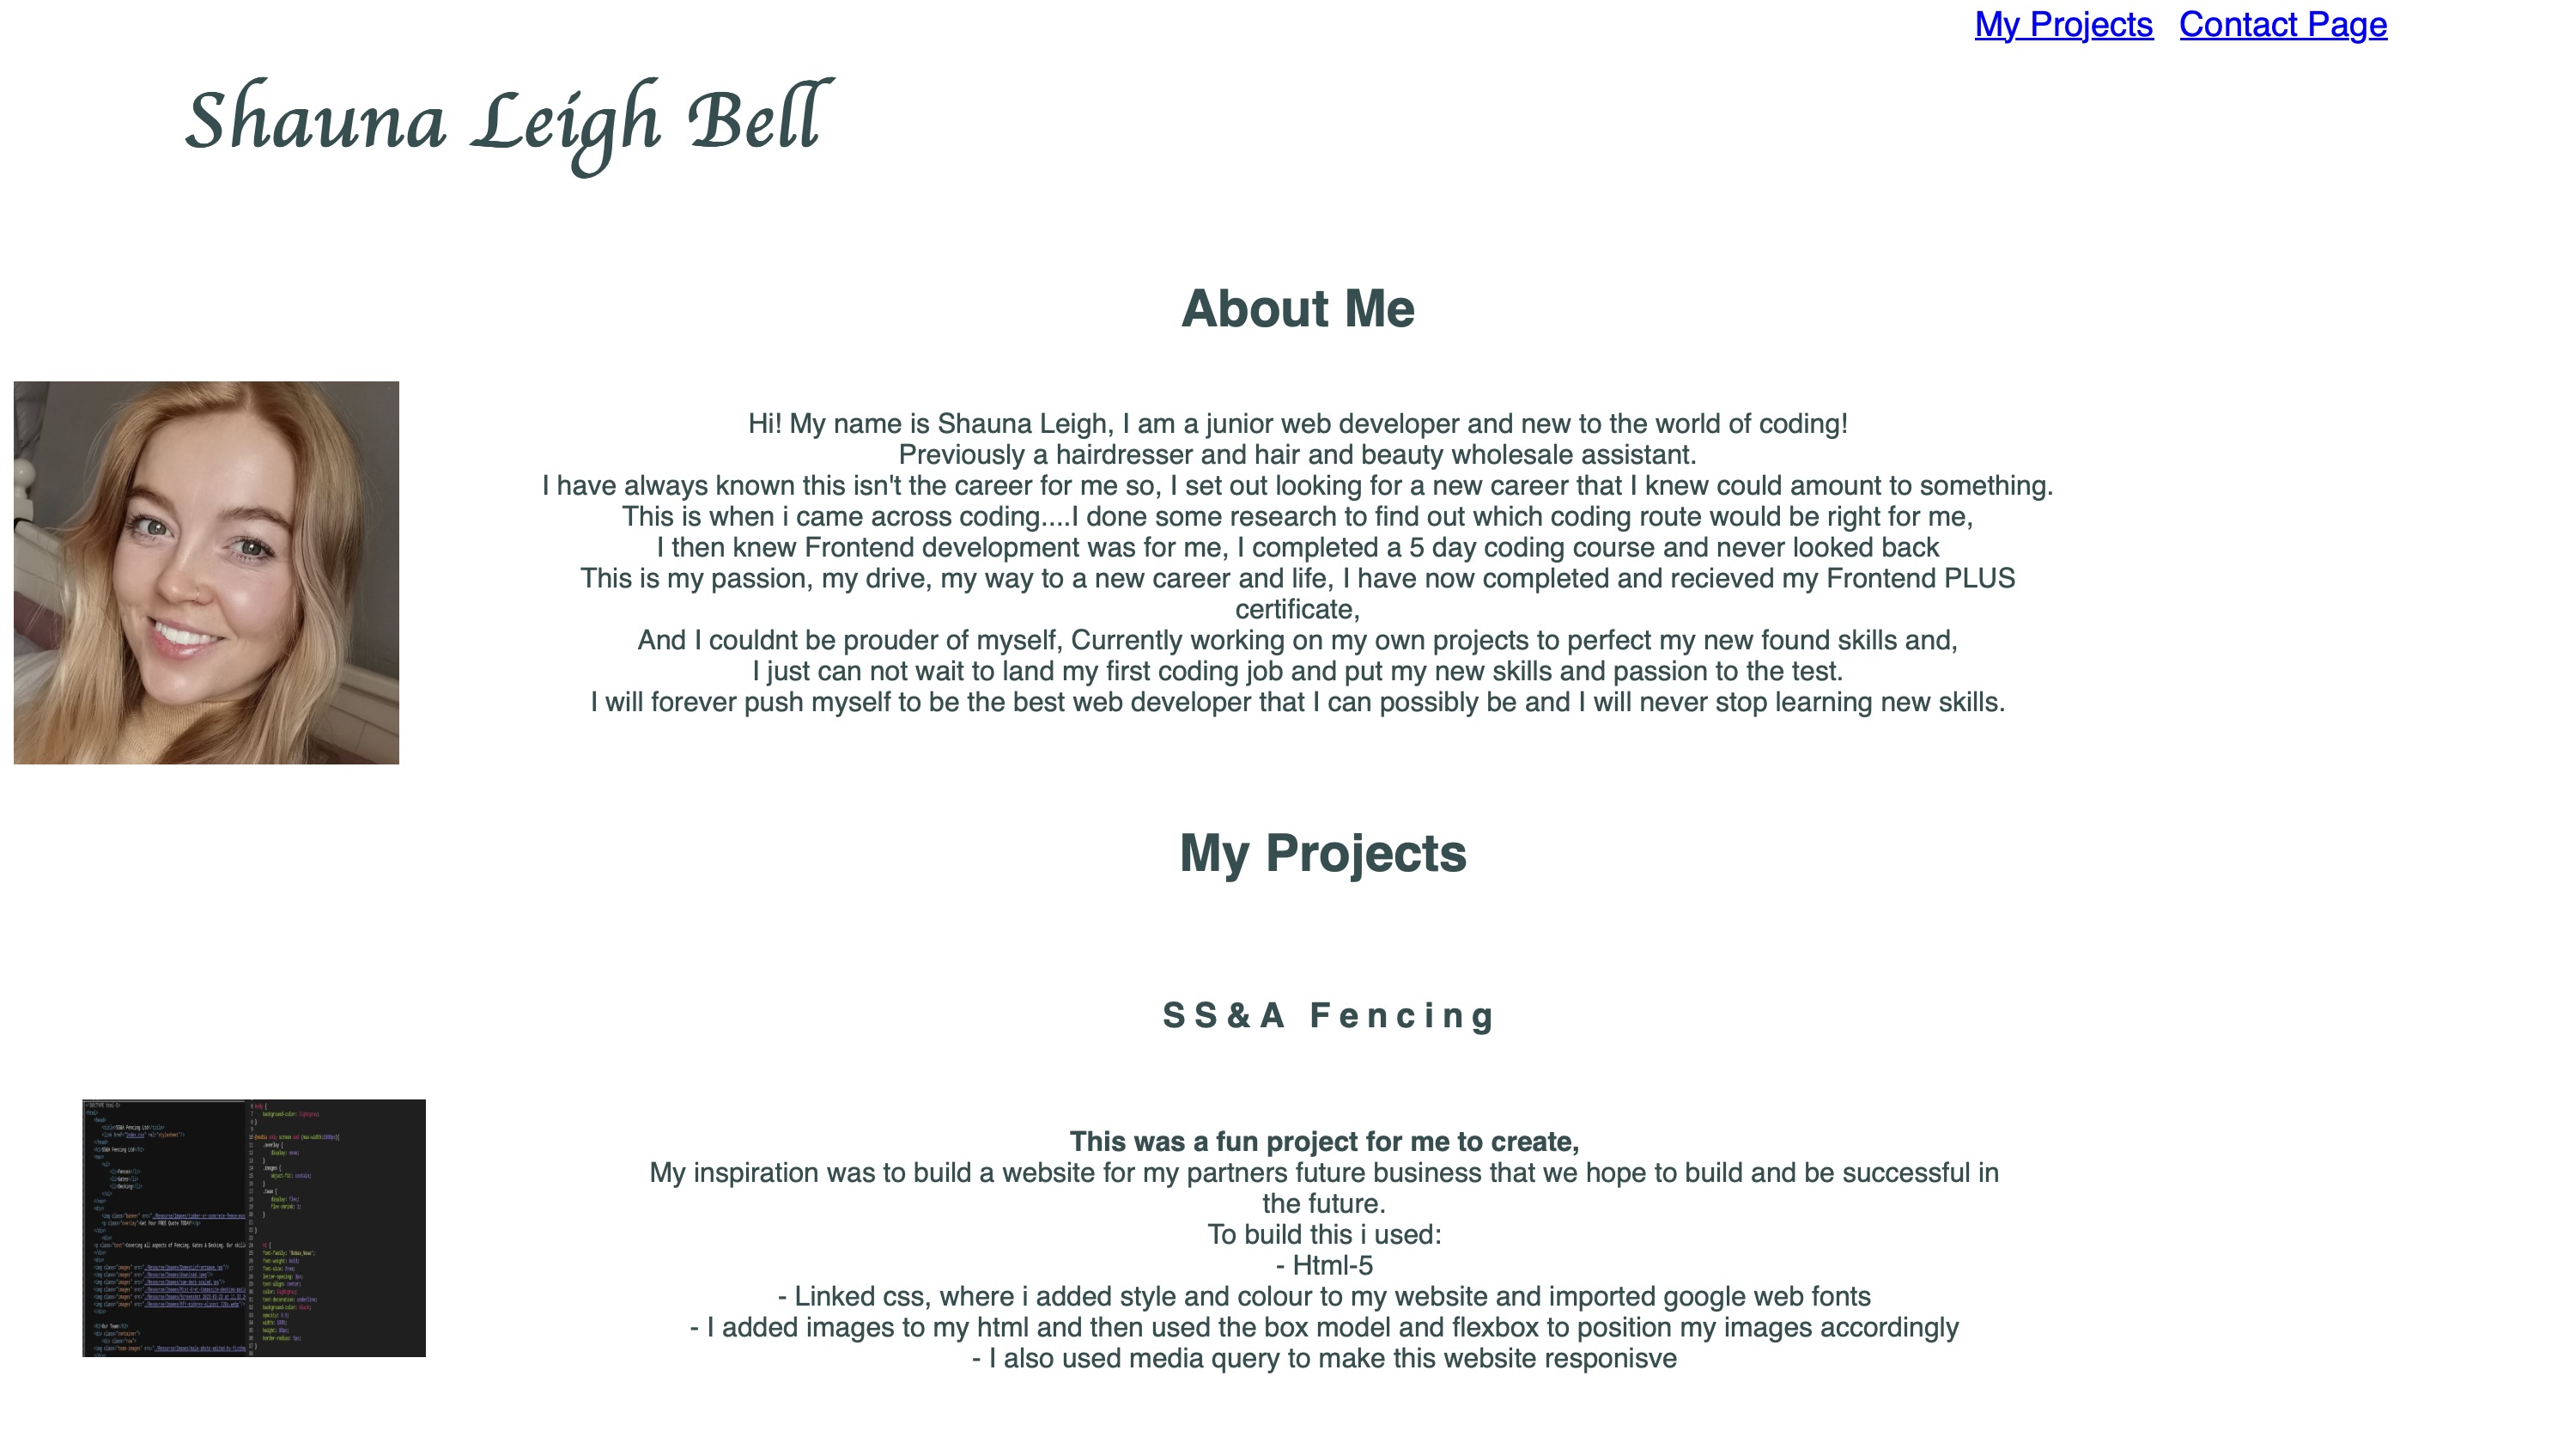 My Projects Contact Page
Shauna Leigh Bell
About Me
Hi! My name is Shauna Leigh, I am a junior web developer and new to the world of coding!
Previously a hairdresser and hair and beauty wholesale assistant.
I have always known this isn't the career for me so, I set out looking for a new career that I knew could amount to something.
This is when i came across coding....I done some research to find out which coding route would be right for me,
I then knew Frontend development was for me, I completed a 5 day coding course and never looked back
This is my passion, my drive, my way to a new career and life, I have now completed and recieved my Frontend PLUS
certificate,
And I couldnt be prouder of myself, Currently working on my own projects to perfect my new found skills and,
I just can not wait to land my first coding job and put my new skills and passion to the test.
I will forever push myself to be the best web developer that I can possibly be and I will never stop learning new skills.
My Projects
SS&A Fencing
This was a fun project for me to create,
My inspiration was to build a website for my partners future business that we hope to build and be successful in
the future.
To build this i used:
- Html-5
- Linked css, where i added style and colour to my website and imported google web fonts
- I added images to my html and then used the box model and flexbox to position my images accordingly
- I also used media query to make this website responisve